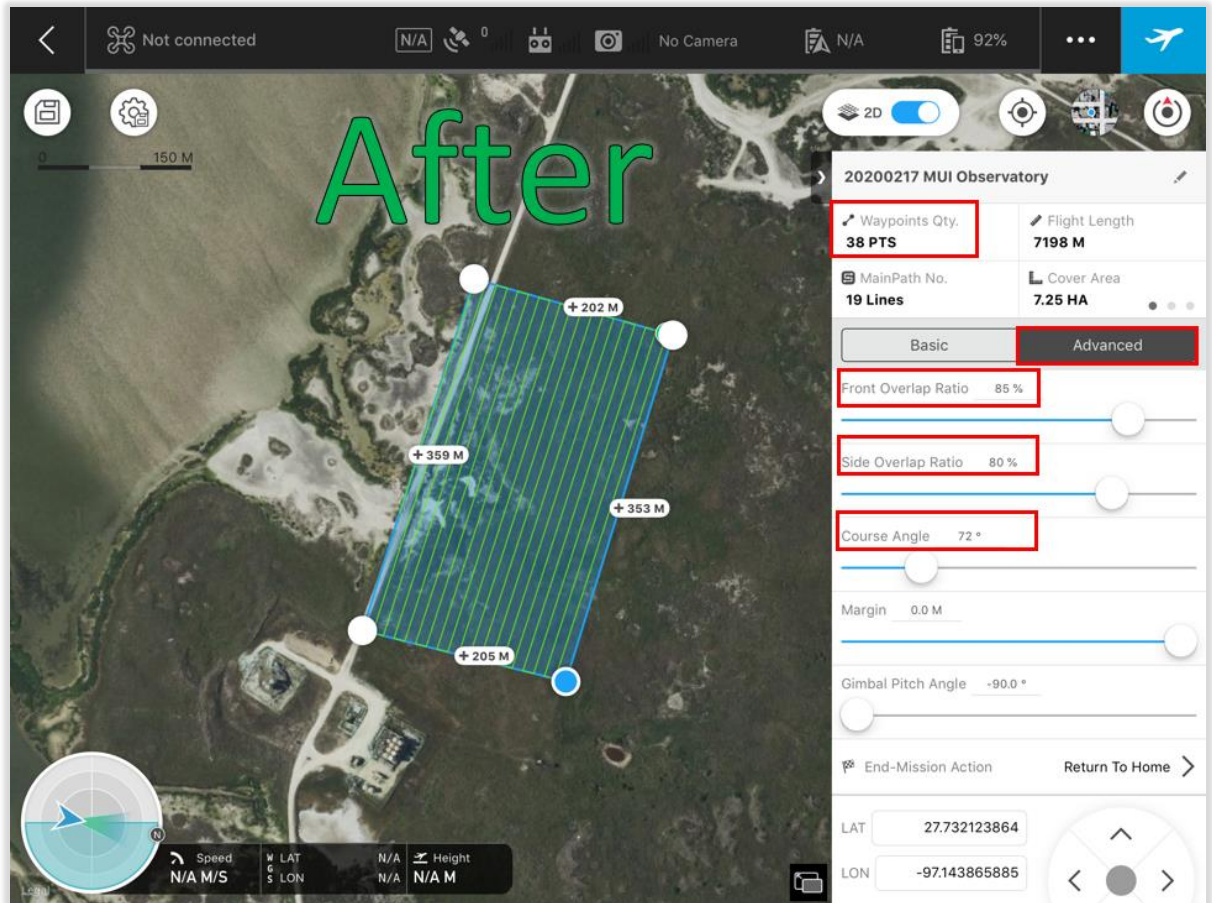 Not connected
N/A
0
No Camera
N/A
92%
0 150 M
2D
After
20200217 MUI Observatory
Waypoints Qty.
38 PTS
Flight Length
7198 M
MainPath No.
19 Lines
Cover Area
7.25 HA
Basic
Advanced
Front Overlap Ratio 85 %
Side Overlap Ratio 80 %
Course Angle 72 °
Margin 0.0 M
Gimbal Pitch Angle -90.0 °
End-Mission Action Return To Home
LAT 27.732123864
LON -97.143865885
+ 202 M
+ 359 M
+ 353 M
+ 205 M
N
Speed
N/A M/S
WGS
LAT N/A
LON N/A
Height
N/A M
Legal